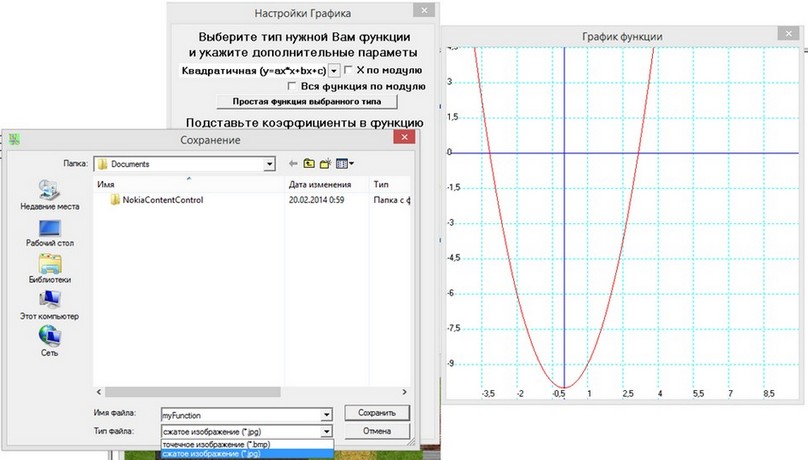 Настройки Графика
Выберите тип нужной Вам функции
и укажите дополнительные параметы
Квадратичная (y=ax*x+bx+c)
X по модулю
Вся функция по модулю
Простая функция выбранного типа
Подставьте коэффициенты в функцию
Сохранение
Папка:
Documents
Имя
Дата изменения
Тип
NokiaContentControl
20.02.2014 0:59
Папка с ф
Недавние места
Рабочий стол
Библиотеки
Этот компьютер
Сеть
Имя файла:
myFunction
Сохранить
Тип файла:
сжатое изображение (*.jpg)
Отмена
точечное изображение (*.bmp)
сжатое изображение (*.jpg)
График функции
4,5
3
1,5
0
-1,5
-3
-4,5
-6
-7,5
-9
-3,5 -2 -0,5 1 2,5 4 5,5 7 8,5